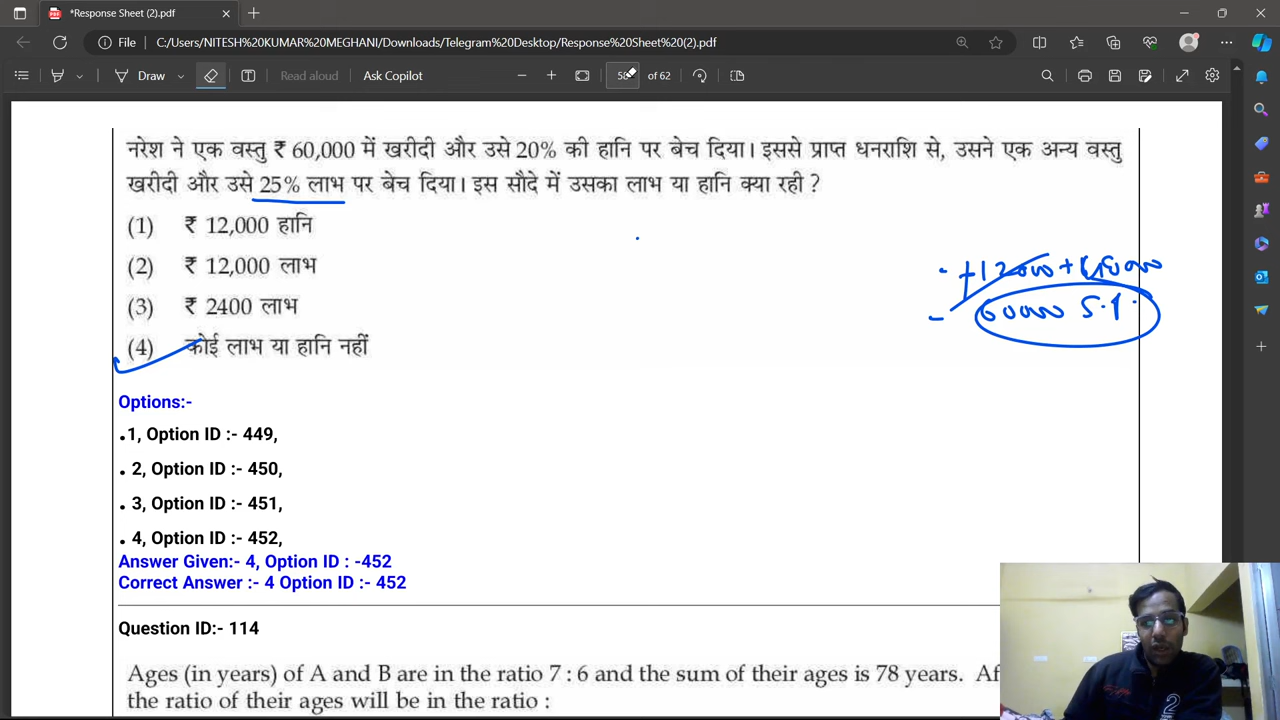 *Response Sheet (2).pdf
File C:/Users/NITESH%20KUMAR%20MEGHANI/Downloads/Telegram%20Desktop/Response%20Sheet%20(2).pdf
Draw Read aloud Ask Copilot of 62
नरेश ने एक वस्तु ₹ 60,000 में खरीदी और उसे 20% की हानि पर बेच दिया। इससे प्राप्त धनराशि से, उसने एक अन्य वस्तु
खरीदी और उसे 25% लाभ पर बेच दिया। इस सौदे में उसका लाभ या हानि क्या रही ?
(1) ₹ 12,000 हानि
(2) ₹ 12,000 लाभ
(3) ₹ 2400 लाभ
(4) कोई लाभ या हानि नहीं
60000 S.P.
Options:-
.1, Option ID :- 449,
. 2, Option ID :- 450,
. 3, Option ID :- 451,
. 4, Option ID :- 452,
Answer Given:- 4, Option ID : -452
Correct Answer :- 4 Option ID :- 452
Question ID:- 114
Ages (in years) of A and B are in the ratio 7 : 6 and the sum of their ages is 78 years.
the ratio of their ages will be in the ratio :